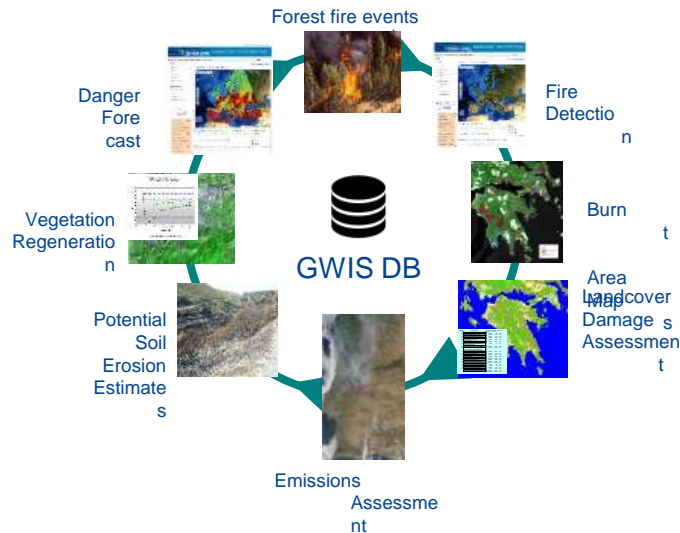 Forest fire events
Danger
Fore
cast
Fire
Detectio
n
Vegetation
Regeneratio
n
GWIS DB
Burn
t
Area
Map
s
Landcover
Damage
Assessmen
t
Potential
Soil
Erosion
Estimate
s
Emissions
Assessme
nt